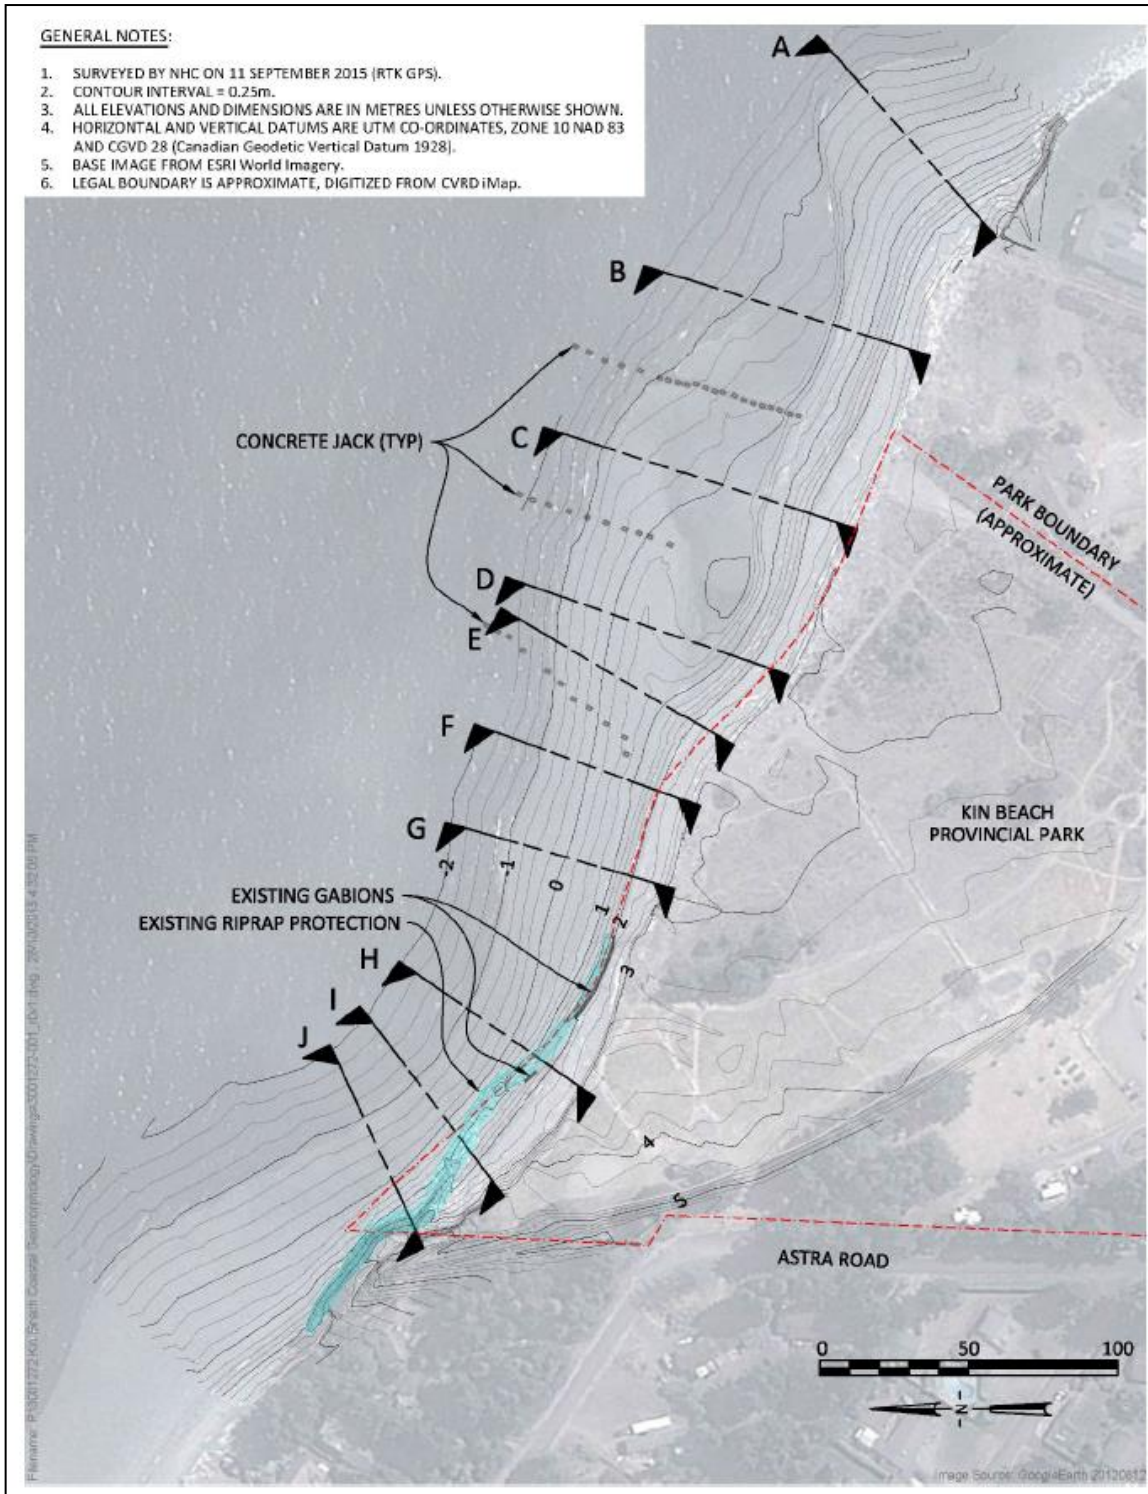 GENERAL NOTES:
1. SURVEYED BY NHC ON 11 SEPTEMBER 2015 (RTK GPS).
2. CONTOUR INTERVAL = 0.25m.
3. ALL ELEVATIONS AND DIMENSIONS ARE IN METRES UNLESS OTHERWISE SHOWN.
4. HORIZONTAL AND VERTICAL DATUMS ARE UTM CO-ORDINATES, ZONE 10 NAD 83
AND CGVD 28 (Canadian Geodetic Vertical Datum 1928).
5. BASE IMAGE FROM ESRI World Imagery.
6. LEGAL BOUNDARY IS APPROXIMATE, DIGITIZED FROM CVRD iMap.
A
B
CONCRETE JACK (TYP)
C
PARK BOUNDARY
(APPROXIMATE)
D
E
F
KIN BEACH
PROVINCIAL PARK
G
-2
-1
0
EXISTING GABIONS
EXISTING RIPRAP PROTECTION
1
2
3
H
I
J
4
5
ASTRA ROAD
0 50 100
N
Image Source: GoogleEarth 20120812